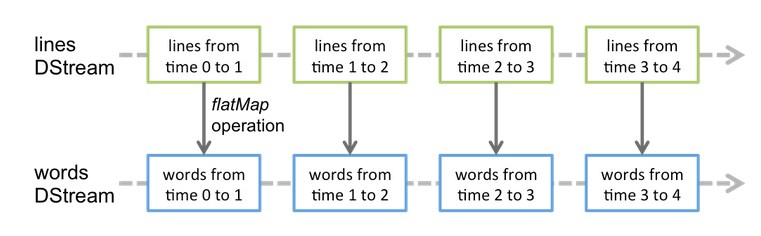 lines
DStream
lines from
time 0 to 1
lines from
time 1 to 2
lines from
time 2 to 3
lines from
time 3 to 4
flatMap
operation
words
DStream
words from
time 0 to 1
words from
time 1 to 2
words from
time 2 to 3
words from
time 3 to 4